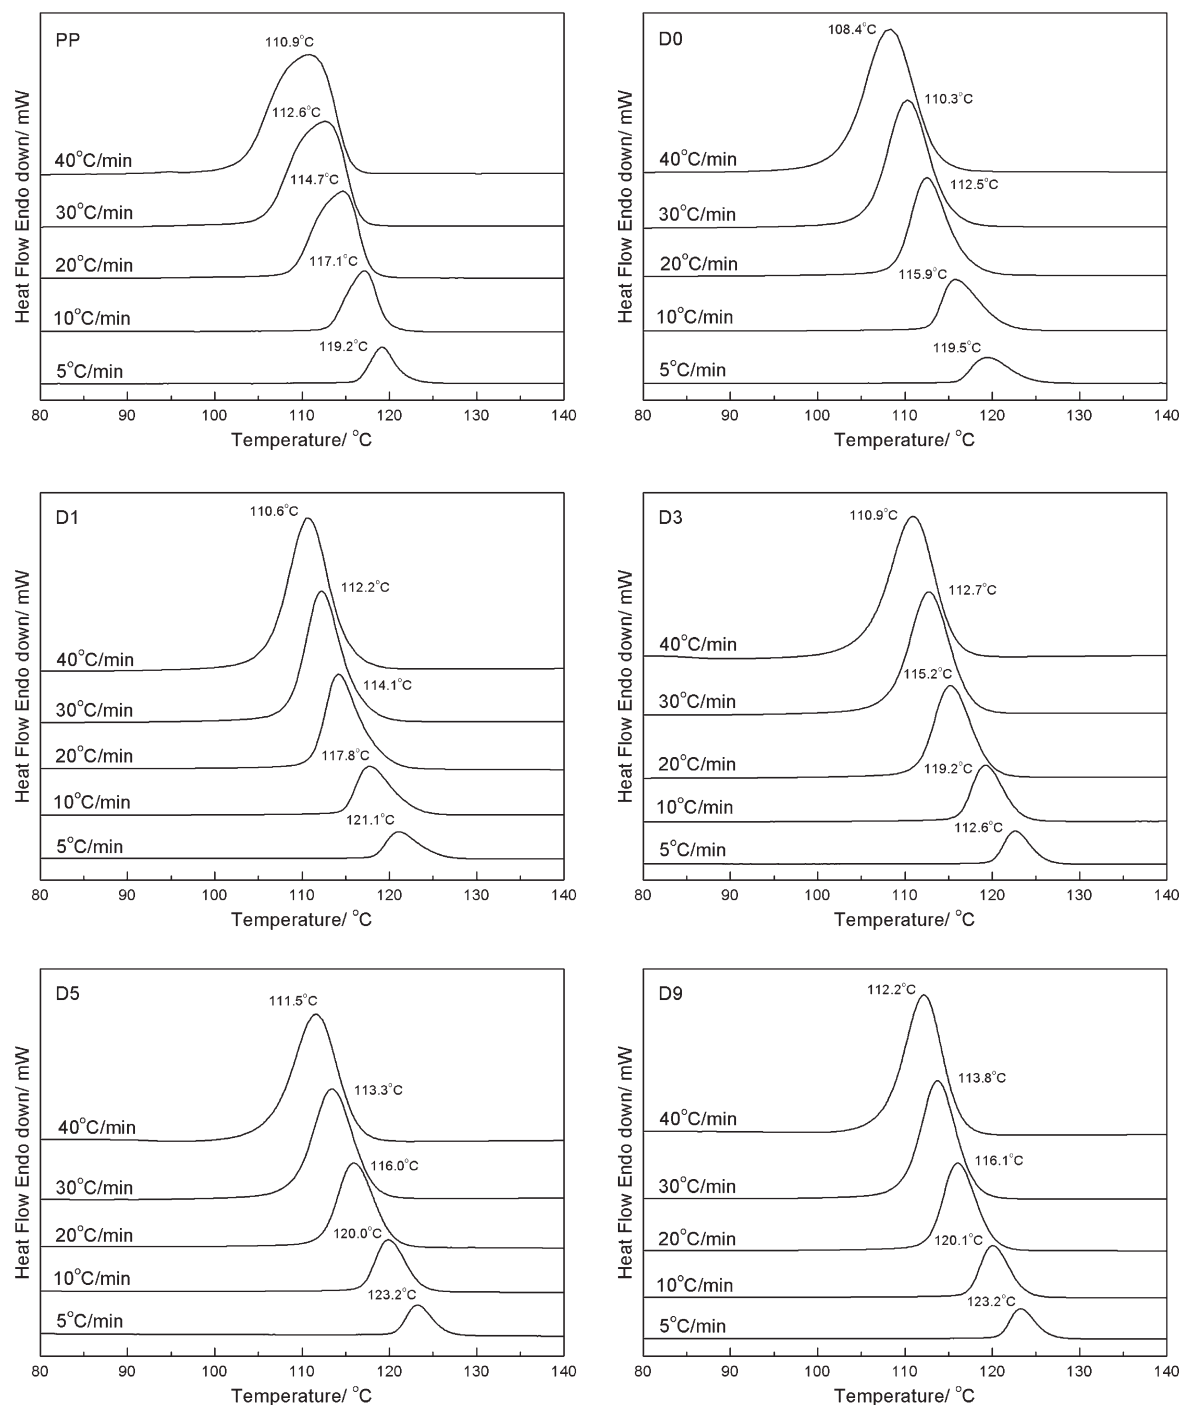 PP
110.9°C
112.6°C
114.7°C
117.1°C
119.2°C
40°C/min
30°C/min
20°C/min
10°C/min
5°C/min
Heat Flow Endo down/ mW
80 90 100 110 120 130 140
Temperature/ °C
D0
108.4°C
110.3°C
112.5°C
115.9°C
119.5°C
40°C/min
30°C/min
20°C/min
10°C/min
5°C/min
Heat Flow Endo down/ mW
80 90 100 110 120 130 140
Temperature/ °C
D1
110.6°C
112.2°C
114.1°C
117.8°C
121.1°C
40°C/min
30°C/min
20°C/min
10°C/min
5°C/min
Heat Flow Endo down/ mW
80 90 100 110 120 130 140
Temperature/ °C
D3
110.9°C
112.7°C
115.2°C
119.2°C
112.6°C
40°C/min
30°C/min
20°C/min
10°C/min
5°C/min
Heat Flow Endo down/ mW
80 90 100 110 120 130 140
Temperature/ °C
D5
111.5°C
113.3°C
116.0°C
120.0°C
123.2°C
40°C/min
30°C/min
20°C/min
10°C/min
5°C/min
Heat Flow Endo down/ mW
80 90 100 110 120 130 140
Temperature/ °C
D9
112.2°C
113.8°C
116.1°C
120.1°C
123.2°C
40°C/min
30°C/min
20°C/min
10°C/min
5°C/min
Heat Flow Endo down/ mW
80 90 100 110 120 130 140
Temperature/ °C